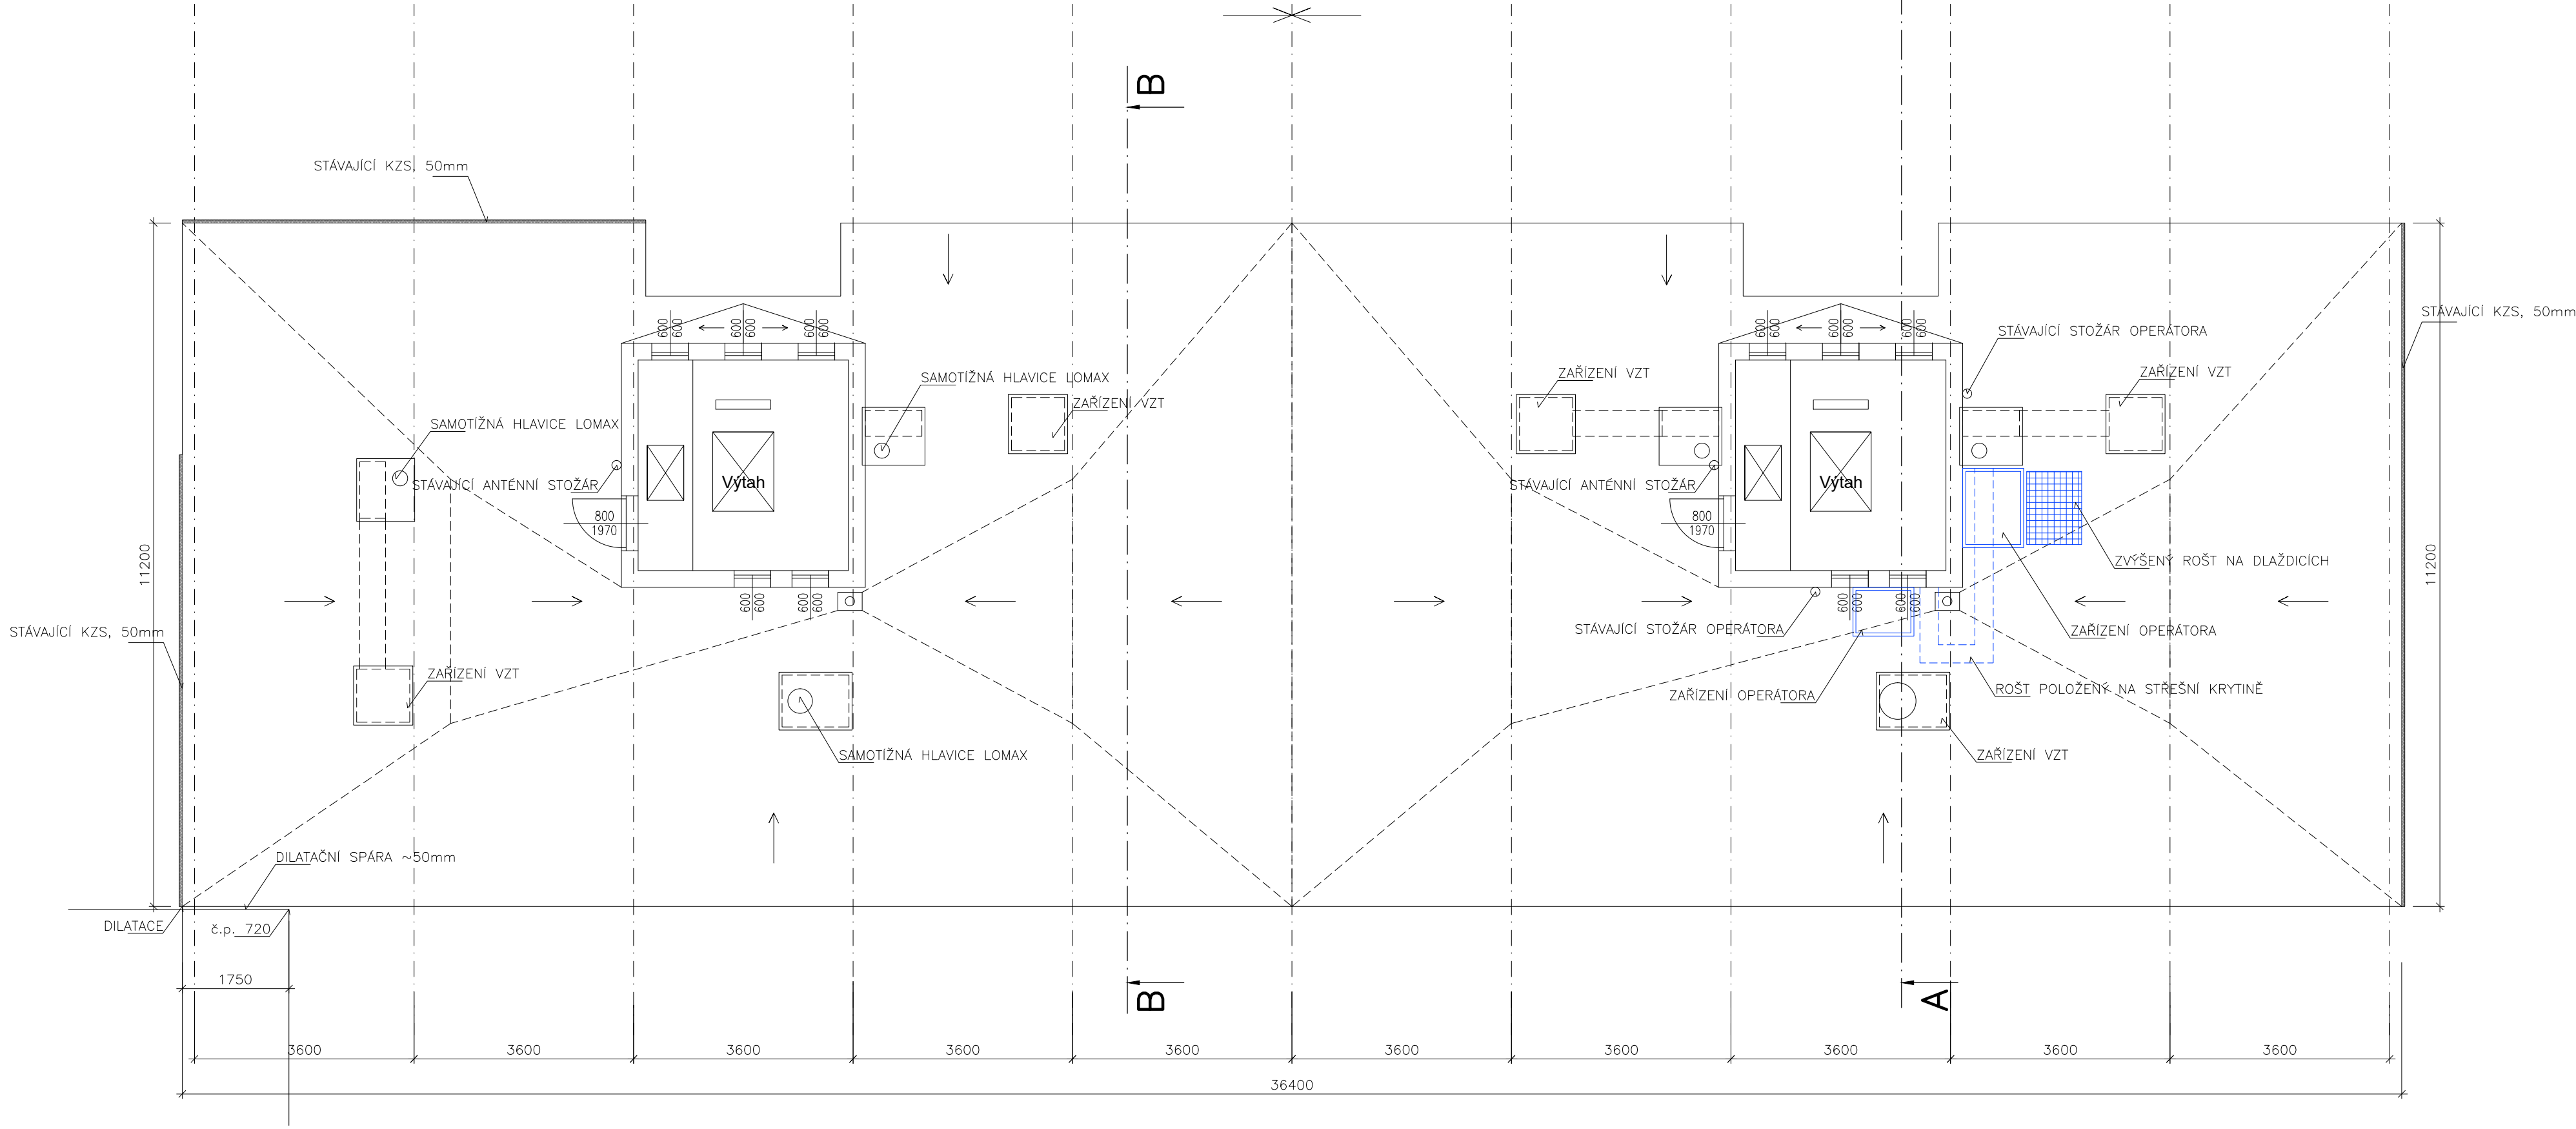 B
STÁVAJÍCÍ KZS, 50mm
STÁVAJÍCÍ KZS, 50mm
600
600
600
600
600
600
600
600
600
600
600
600
STÁVAJÍCÍ STOŽÁR OPERÁTORA
SAMOTÍŽNÁ HLAVICE LOMAX
ZAŘÍZENÍ VZT
ZAŘÍZENÍ VZT
ZAŘÍZENÍ VZT
SAMOTÍŽNÁ HLAVICE LOMAX
STÁVAJÍCÍ ANTÉNNÍ STOŽÁR
Výtah
STÁVAJÍCÍ ANTÉNNÍ STOŽÁR
Výtah
800
1970
800
1970
11200
ZVÝŠENÝ ROŠT NA DLAŽDICÍCH
11200
600
600
600
600
600
600
600
600
STÁVAJÍCÍ KZS, 50mm
STÁVAJÍCÍ STOŽÁR OPERÁTORA
ZAŘÍZENÍ OPERÁTORA
ZAŘÍZENÍ VZT
ZAŘÍZENÍ OPERÁTORA
ROŠT POLOŽENÝ NA STŘEŠNÍ KRYTINĚ
SAMOTÍŽNÁ HLAVICE LOMAX
ZAŘÍZENÍ VZT
DILATAČNÍ SPÁRA ~50mm
DILATACE
č.p. 720
1750
B
A
3600
3600
3600
3600
3600
3600
3600
3600
3600
3600
36400